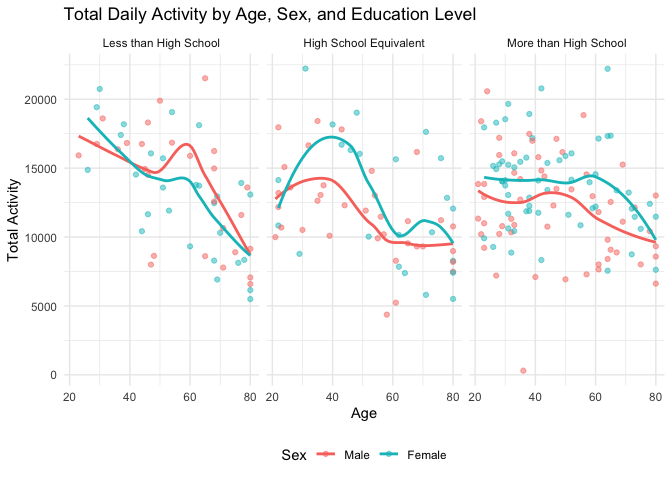 Total Daily Activity by Age, Sex, and Education Level
Less than High School
High School Equivalent
More than High School
Total Activity
20000
15000
10000
5000
0
20 40 60 80
20 40 60 80
20 40 60 80
Age
Sex Male Female